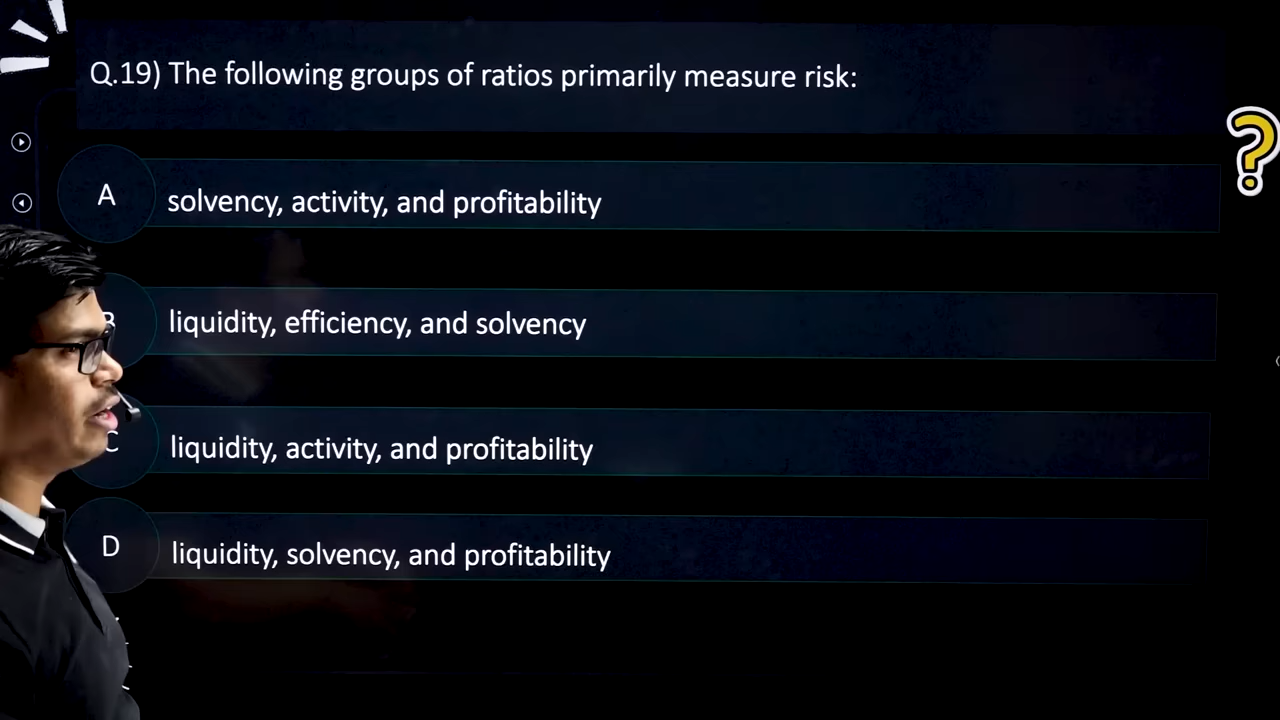 Q.19) The following groups of ratios primarily measure risk:
A
solvency, activity, and profitability
B
liquidity, efficiency, and solvency
C
liquidity, activity, and profitability
D
liquidity, solvency, and profitability